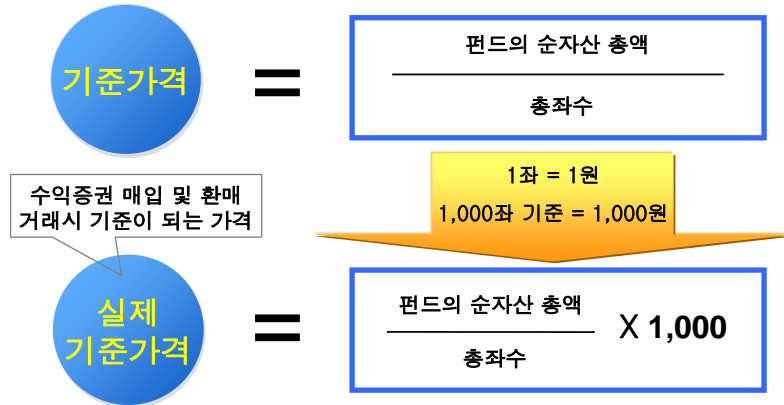 기준가격
=
펀드의 순자산 총액
총좌수
1좌 = 1원
1,000좌 기준 = 1,000원
수익증권 매입 및 환매
거래시 기준이 되는 가격
실제
기준가격
=
펀드의 순자산 총액
총좌수
X 1,000